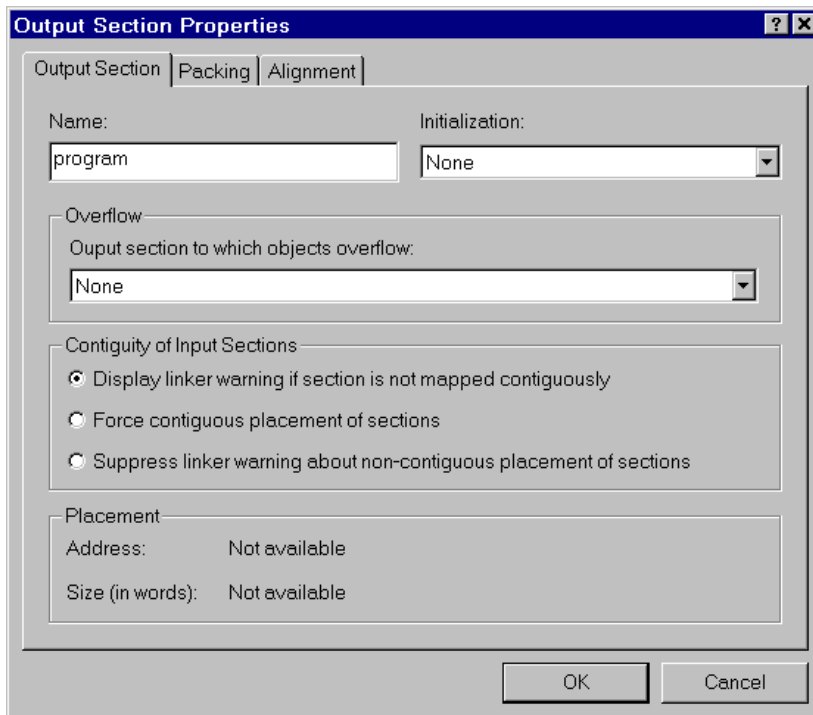 Output Section Properties
Output Section Packing Alignment
Name: Initialization:
program None
Overflow
Ouput section to which objects overflow:
None
Contiguity of Input Sections
Display linker warning if section is not mapped contiguously
Force contiguous placement of sections
Suppress linker warning about non-contiguous placement of sections
Placement
Address: Not available
Size (in words): Not available
OK Cancel